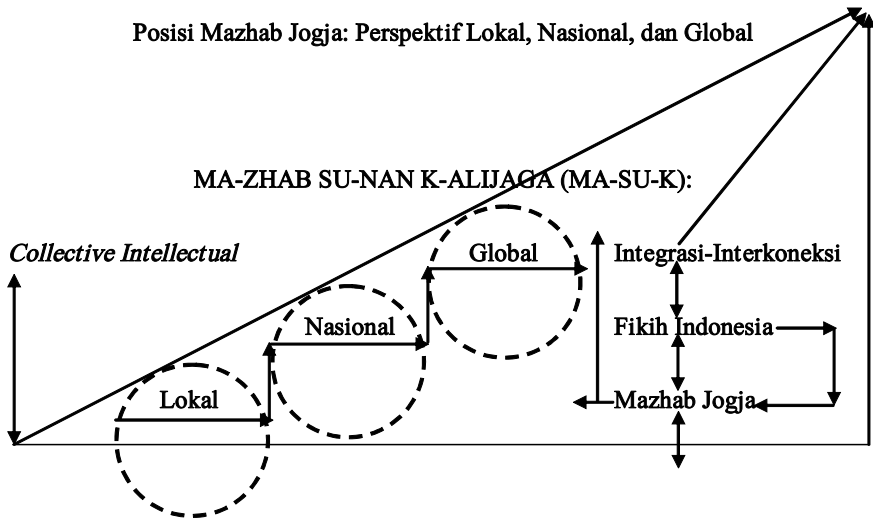 Posisi Mazhab Jogja: Perspektif Lokal, Nasional, dan Global
MA-ZHAB SU-NAN K-ALIJAGA (MA-SU-K):
Collective Intellectual
Global
Integrasi-Interkoneksi
Nasional
Fikih Indonesia
Lokal
Mazhab Jogja